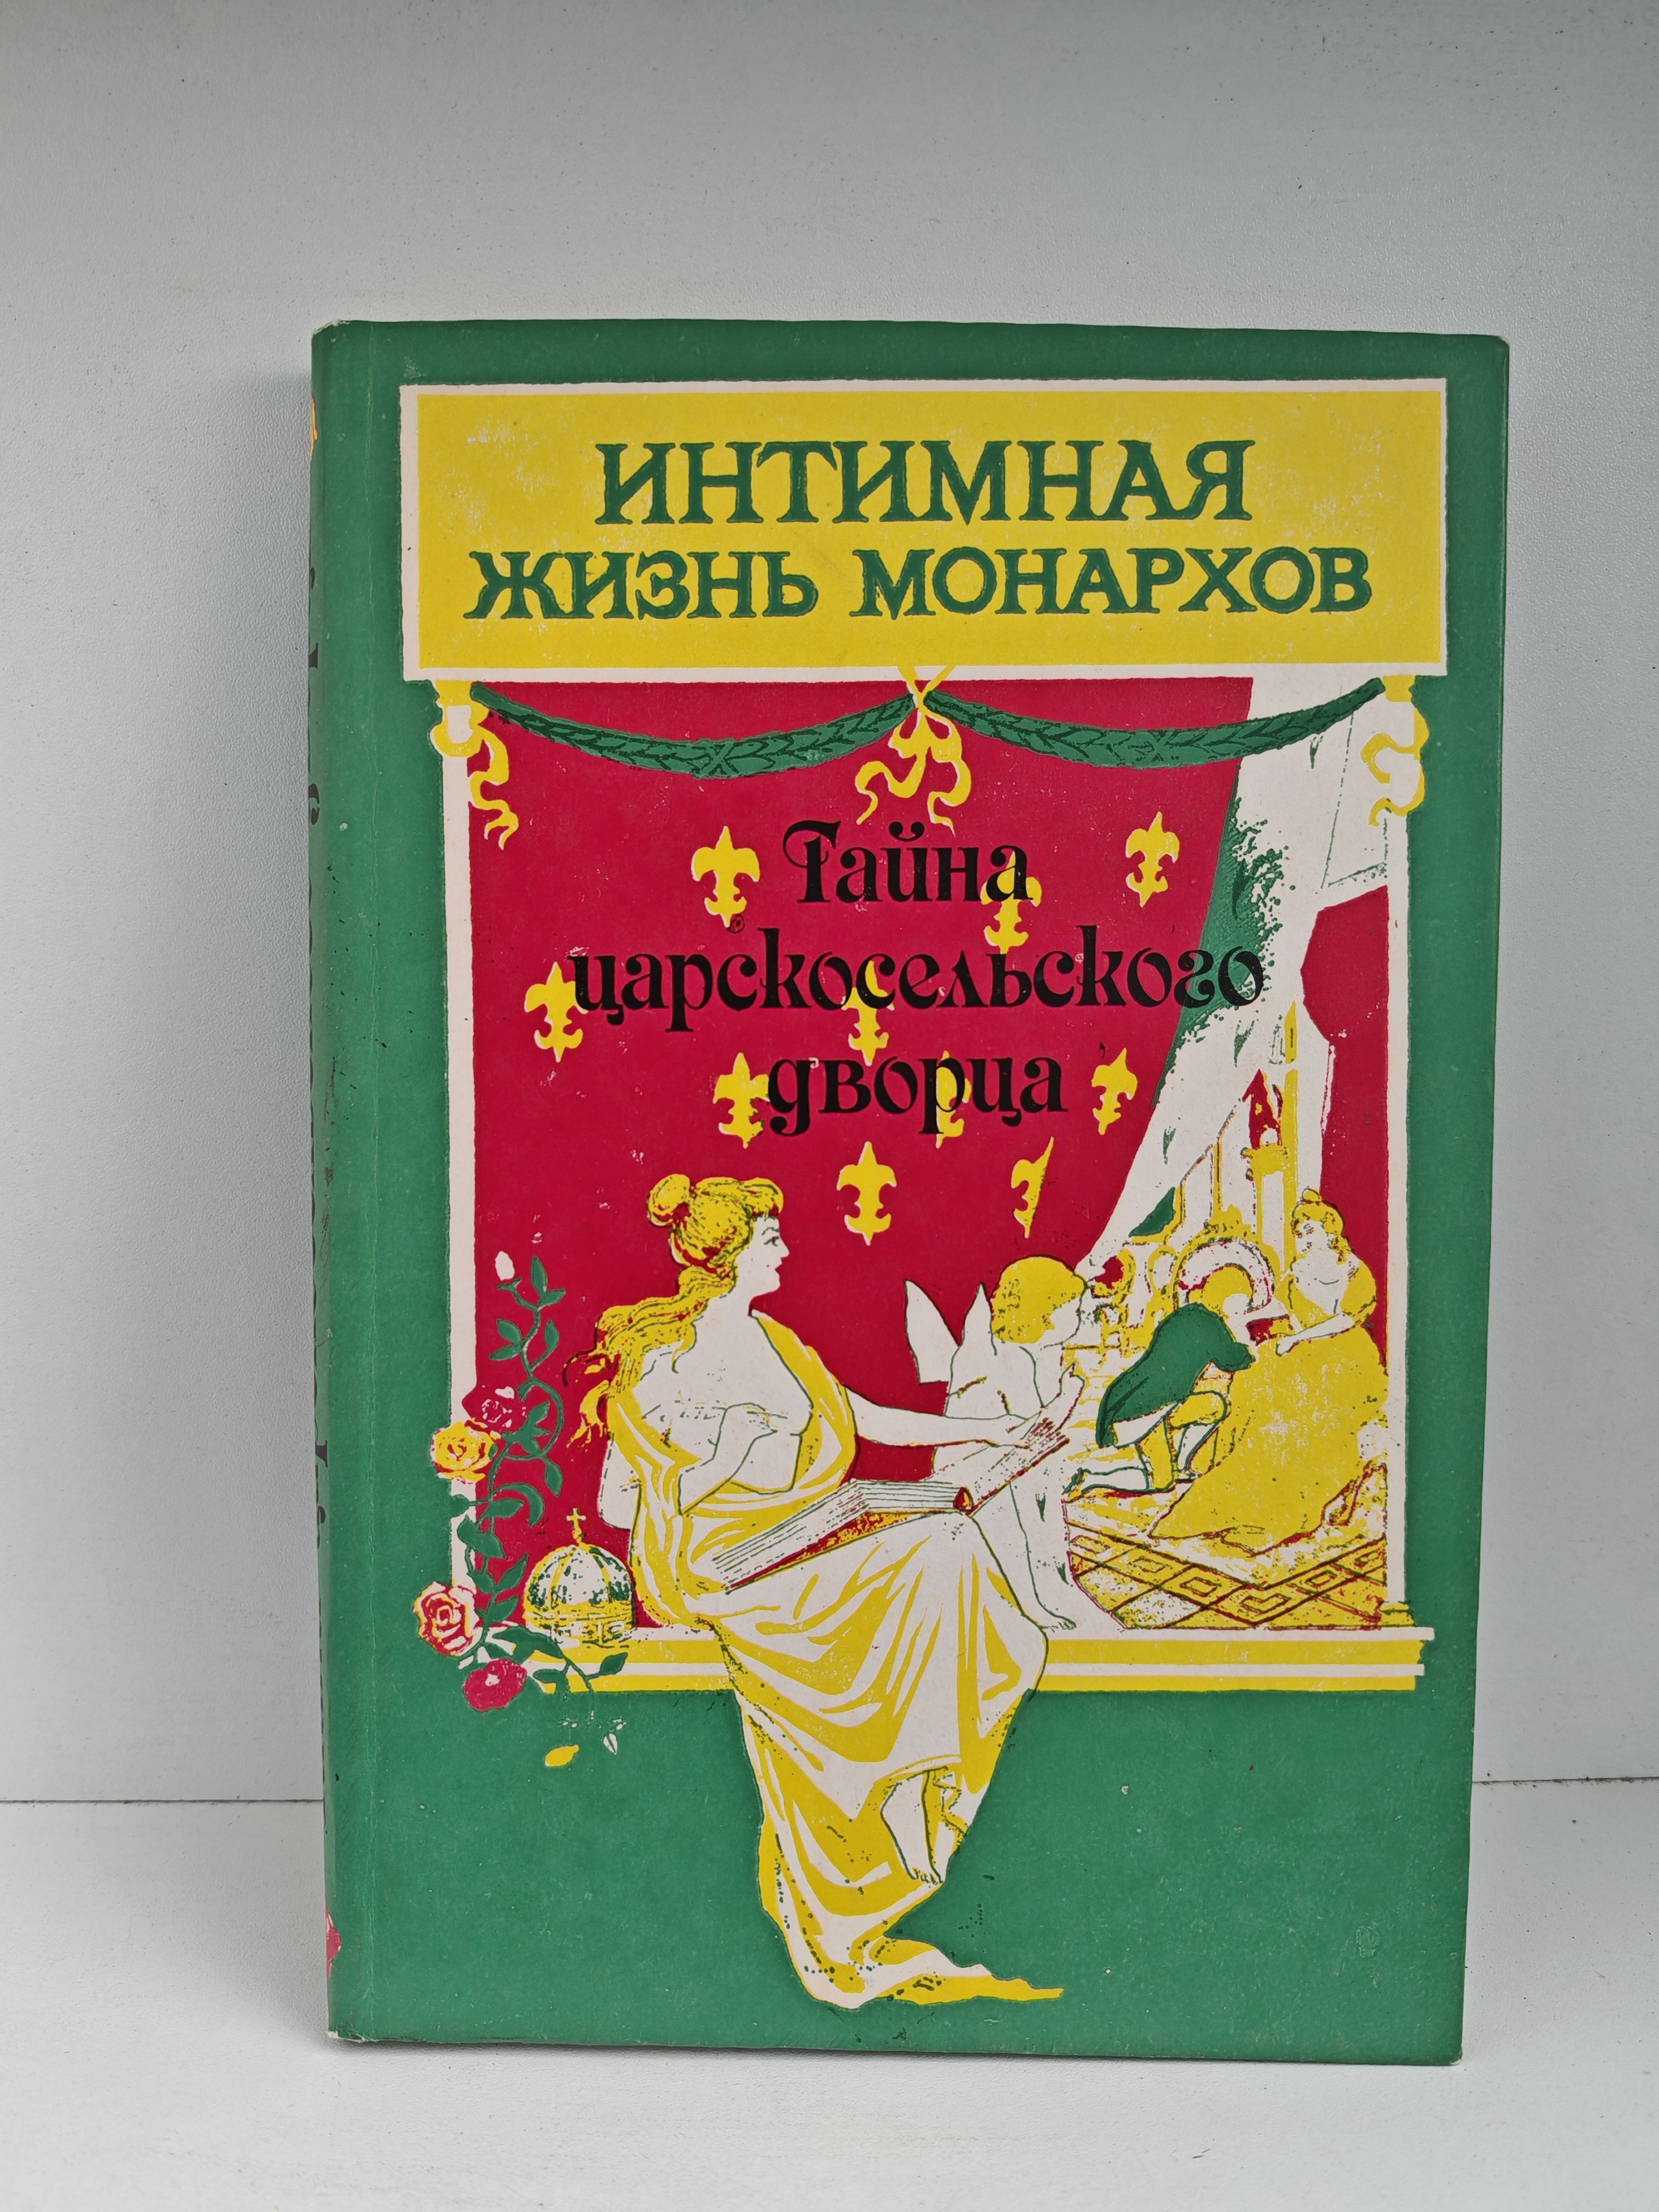 ИНТИМНАЯ
ЖИЗНЬ МОНАРХОВ
Тайна
царскосельского
дворца